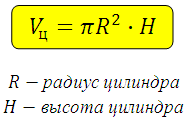 Vц = πR² · H
R − радиус цилиндра
H − высота цилиндра